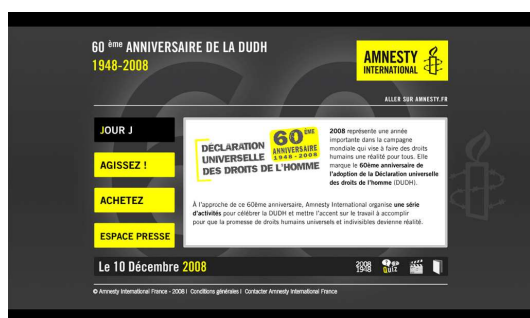 60 ème ANNIVERSAIRE DE LA DUDH
1948-2008
AMNESTY
INTERNATIONAL
ALLER SUR AMNESTY.FR
JOUR J
AGISSEZ !
ACHETEZ
ESPACE PRESSE
DÉCLARATION
UNIVERSELLE
DES DROITS DE L'HOMME
60ÈME
ANNIVERSAIRE
1948-2008
2008 représente une année
importante dans la campagne
mondiale qui vise à faire des droits
humains une réalité pour tous. Elle
marque le 60ème anniversaire de
l'adoption de la Déclaration universelle
des droits de l'homme (DUDH).
À l'approche de ce 60ème anniversaire, Amnesty International organise une série
d'activités pour célébrer la DUDH et mettre l'accent sur le travail à accomplir
pour que la promesse de droits humains universels et indivisibles devienne réalité.
Le 10 Décembre 2008
2008
1948
Quiz
© Amnesty International France - 2008 I Conditions générales I Contacter Amnesty International France